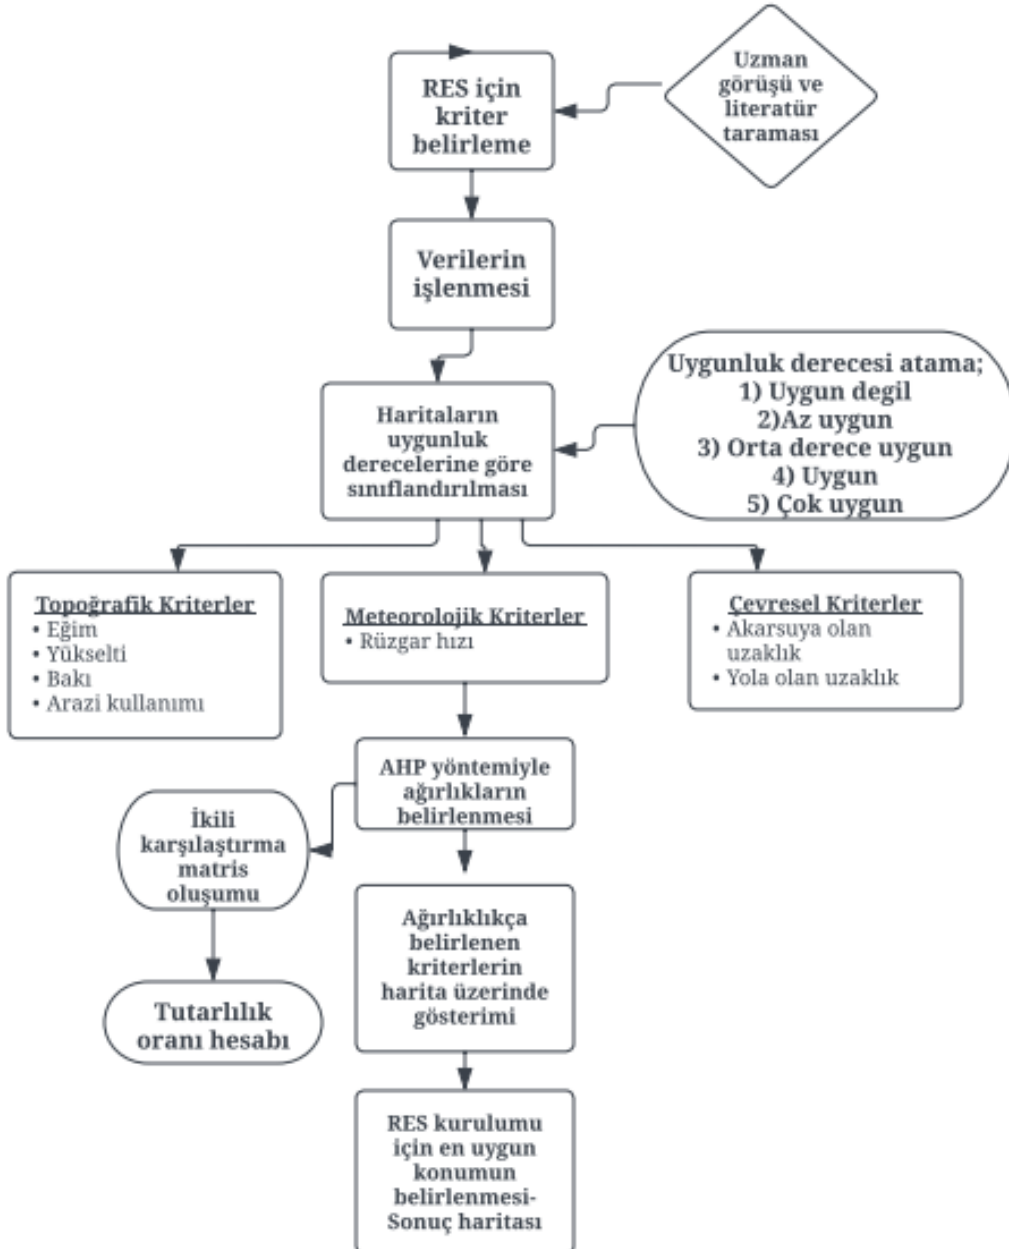 RES için
kriter
belirleme
Uzman
görüşü ve
literatür
taraması
Verilerin
işlenmesi
Haritaların
uygunluk
derecelerine göre
sınıflandırılması
Uygunluk derecesi atama;
1) Uygun degil
2)Az uygun
3) Orta derece uygun
4) Uygun
5) Çok uygun
Topoğrafik Kriterler
• Eğim
• Yükselti
• Bakı
• Arazi kullanımı
Meteorolojik Kriterler
• Rüzgar hızı
Çevresel Kriterler
• Akarsuya olan
uzaklık
• Yola olan uzaklık
AHP yöntemiyle
ağırlıkların
belirlenmesi
İkili
karşılaştırma
matris
oluşumu
Tutarlılık
oranı hesabı
Ağırlıklıkça
belirlenen
kriterlerin
harita üzerinde
gösterimi
RES kurulumu
için en uygun
konumun
belirlenmesi-
Sonuç haritası